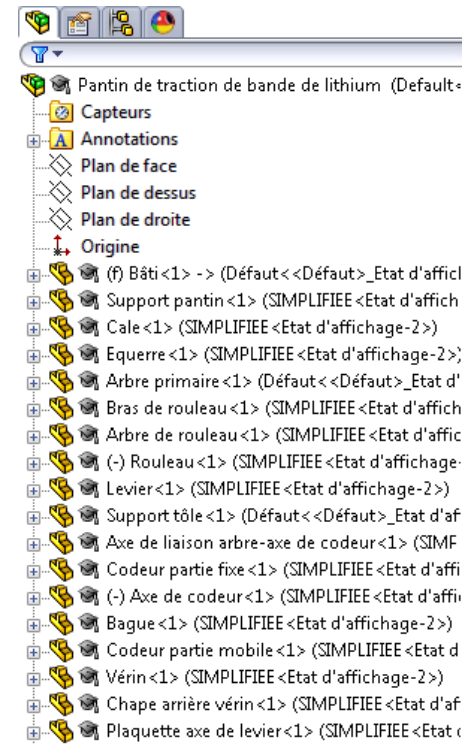 Pantin de traction de bande de lithium (Default<
Capteurs
Annotations
Plan de face
Plan de dessus
Plan de droite
Origine
(f) Bâti<1> -> (Défaut<<Défaut>_Etat d'affich
Support pantin<1> (SIMPLIFIEE<Etat d'affich
Cale<1> (SIMPLIFIEE<Etat d'affichage-2>)
Equerre<1> (SIMPLIFIEE<Etat d'affichage-2>)
Arbre primaire<1> (Défaut<<Défaut>_Etat d'
Bras de rouleau<1> (SIMPLIFIEE<Etat d'affich
Arbre de rouleau<1> (SIMPLIFIEE<Etat d'affic
(-) Rouleau<1> (SIMPLIFIEE<Etat d'affichage-
Levier<1> (SIMPLIFIEE<Etat d'affichage-2>)
Support tôle<1> (Défaut<<Défaut>_Etat d'af
Axe de liaison arbre-axe de codeur<1> (SIMF
Codeur partie fixe<1> (SIMPLIFIEE<Etat d'affi
(-) Axe de codeur<1> (SIMPLIFIEE<Etat d'affi
Bague<1> (SIMPLIFIEE<Etat d'affichage-2>)
Codeur partie mobile<1> (SIMPLIFIEE<Etat d
Vérin<1> (SIMPLIFIEE<Etat d'affichage-2>)
Chape arrière vérin<1> (SIMPLIFIEE<Etat d'af
Plaquette axe de levier<1> (SIMPLIFIEE<Etat